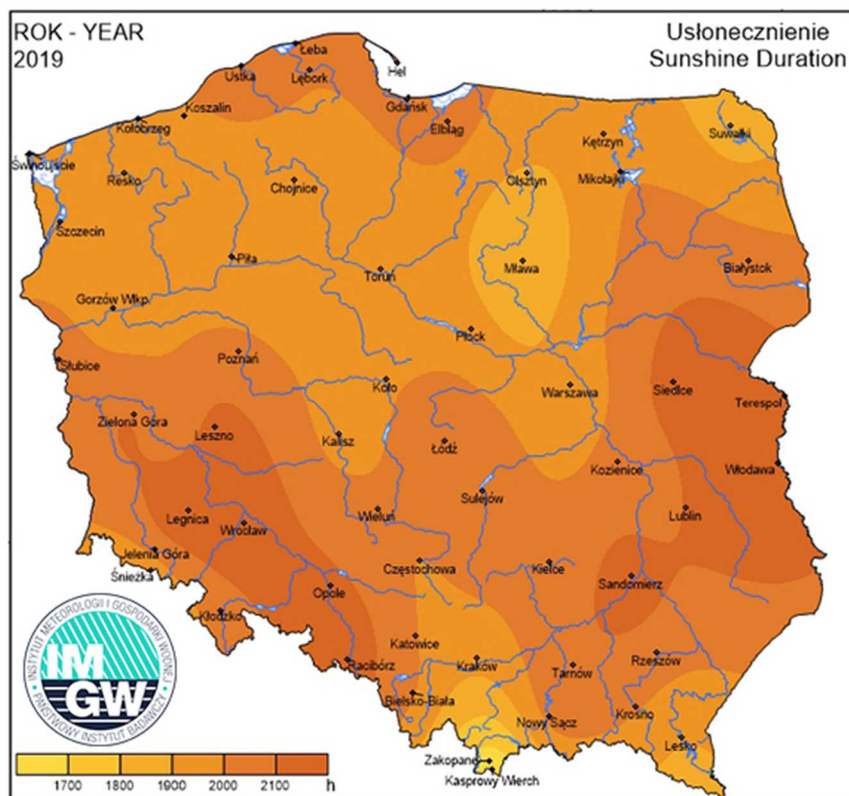 ROK - YEAR
2019
Usłonecznienie
Sunshine Duration
Łeba
Hel
Ustka
Lębork
Gdańsk
Koszalin
Kołobrzeg
Elbląg
Suwałki
Kętrzyn
Świnoujście
Resko
Chojnice
Olsztyn
Mikołajki
Szczecin
Piła
Toruń
Mława
Białystok
Gorzów Wlkp.
Płock
Słubice
Poznań
Koło
Warszawa
Siedlce
Terespol
Zielona Góra
Leszno
Kalisz
Łódź
Kozienice
Włodawa
Sulejów
Legnica
Wrocław
Wieluń
Lublin
Jelenia Góra
Śnieżka
Częstochowa
Kielce
Sandomierz
Opole
Kłodzko
Katowice
Kraków
Racibórz
Tarnów
Rzeszów
Bielsko-Biała
Nowy Sącz
Krosno
Lesko
Zakopane
Kasprowy Wierch
INSTYTUT METEOROLOGII I GOSPODARKI WODNEJ
IM
GW
PAŃSTWOWY INSTYTUT BADAWCZY
1700 1800 1900 2000 2100 h